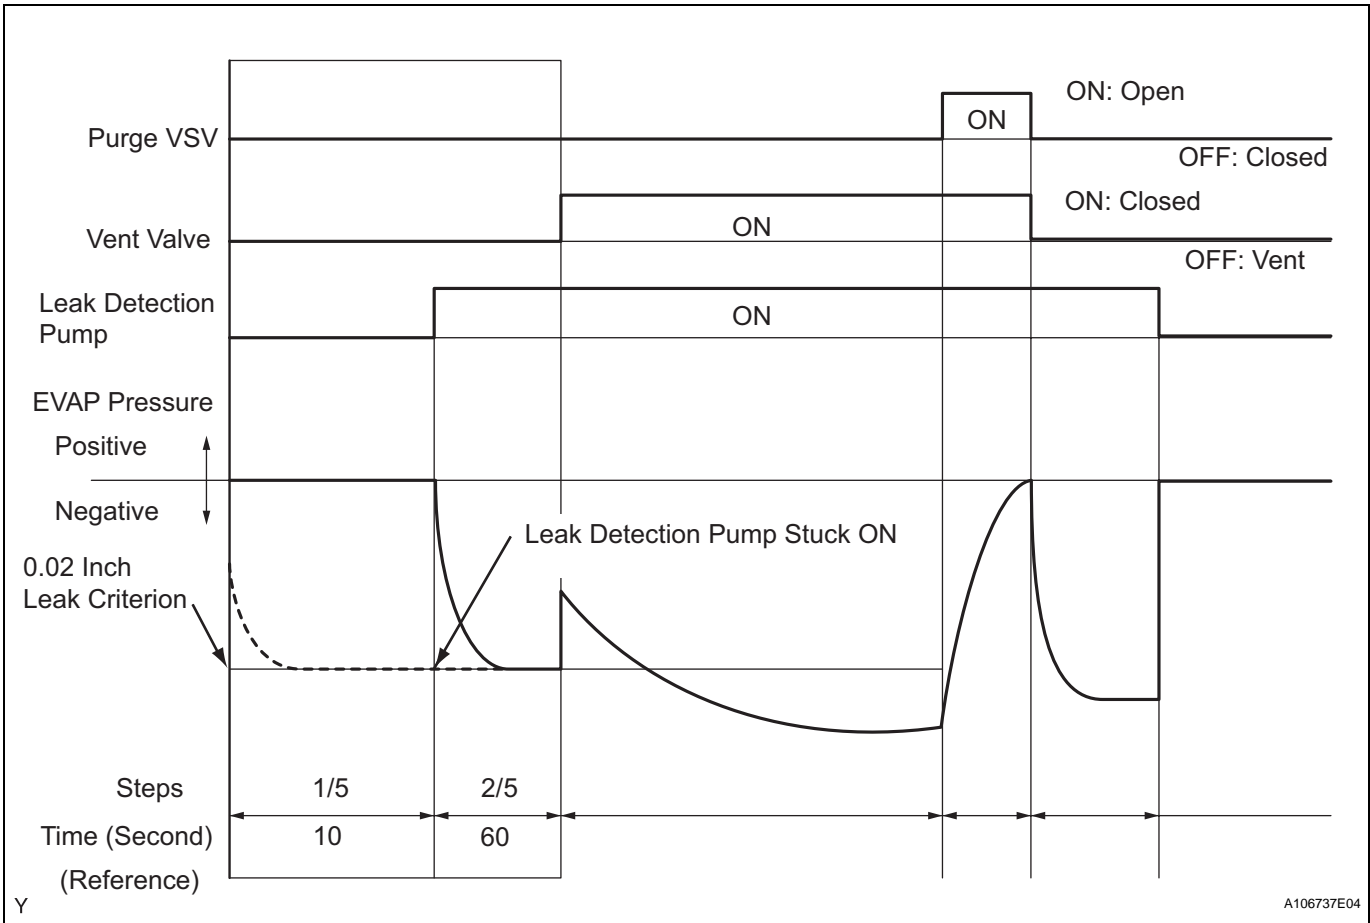 ON: Open
ON
Purge VSV
OFF: Closed
ON: Closed
ON
Vent Valve
OFF: Vent
Leak Detection
Pump
ON
EVAP Pressure
Positive
Negative
Leak Detection Pump Stuck ON
0.02 Inch
Leak Criterion
Steps 1/5 2/5
Time (Second) 10 60
(Reference)
Y
A106737E04